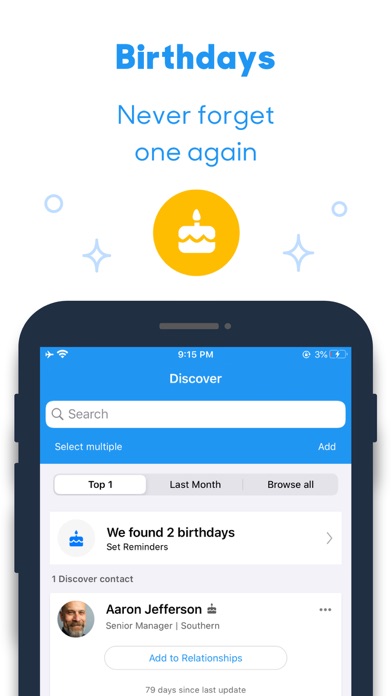 Birthdays
Never forget
one again
9:15 PM
3%
Discover
Search
Select multiple
Add
Top 1
Last Month
Browse all
We found 2 birthdays
Set Reminders
1 Discover contact
Aaron Jefferson
Senior Manager | Southern
Add to Relationships
79 days since last update